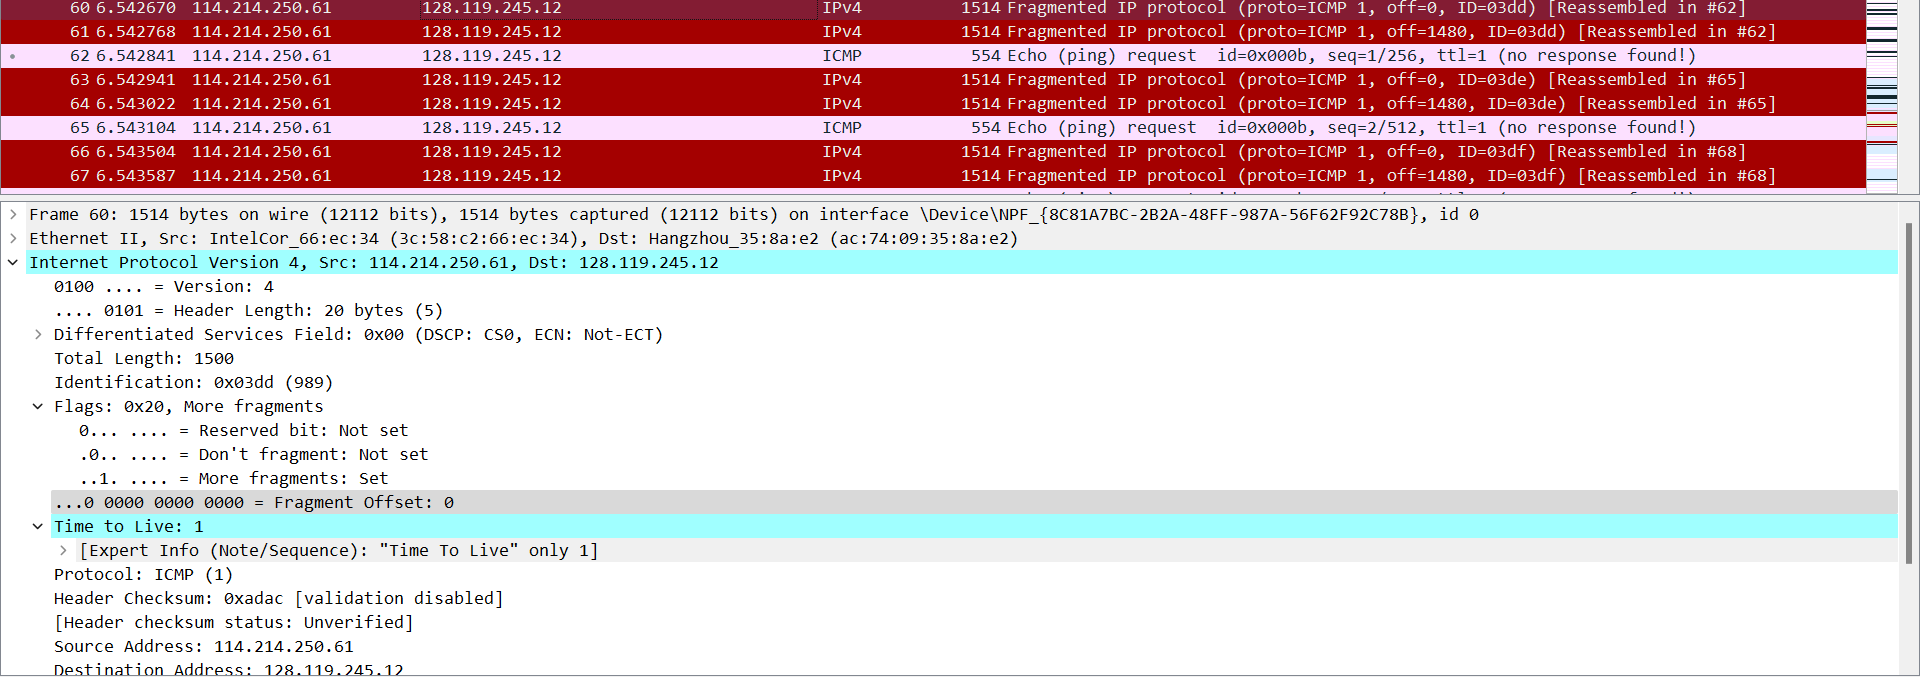 60 6.542670 114.214.250.61 128.119.245.12 IPv4 1514 Fragmented IP protocol (proto=ICMP 1, off=0, ID=03dd) [Reassembled in #62]
61 6.542768 114.214.250.61 128.119.245.12 IPv4 1514 Fragmented IP protocol (proto=ICMP 1, off=1480, ID=03dd) [Reassembled in #62]
62 6.542841 114.214.250.61 128.119.245.12 ICMP 554 Echo (ping) request id=0x000b, seq=1/256, ttl=1 (no response found!)
63 6.542941 114.214.250.61 128.119.245.12 IPv4 1514 Fragmented IP protocol (proto=ICMP 1, off=0, ID=03de) [Reassembled in #65]
64 6.543022 114.214.250.61 128.119.245.12 IPv4 1514 Fragmented IP protocol (proto=ICMP 1, off=1480, ID=03de) [Reassembled in #65]
65 6.543104 114.214.250.61 128.119.245.12 ICMP 554 Echo (ping) request id=0x000b, seq=2/512, ttl=1 (no response found!)
66 6.543504 114.214.250.61 128.119.245.12 IPv4 1514 Fragmented IP protocol (proto=ICMP 1, off=0, ID=03df) [Reassembled in #68]
67 6.543587 114.214.250.61 128.119.245.12 IPv4 1514 Fragmented IP protocol (proto=ICMP 1, off=1480, ID=03df) [Reassembled in #68]
Frame 60: 1514 bytes on wire (12112 bits), 1514 bytes captured (12112 bits) on interface \Device\NPF_{8C81A7BC-2B2A-48FF-987A-56F62F92C78B}, id 0
Ethernet II, Src: IntelCor_66:ec:34 (3c:58:c2:66:ec:34), Dst: Hangzhou_35:8a:e2 (ac:74:09:35:8a:e2)
Internet Protocol Version 4, Src: 114.214.250.61, Dst: 128.119.245.12
0100 .... = Version: 4
.... 0101 = Header Length: 20 bytes (5)
Differentiated Services Field: 0x00 (DSCP: CS0, ECN: Not-ECT)
Total Length: 1500
Identification: 0x03dd (989)
Flags: 0x20, More fragments
0... .... = Reserved bit: Not set
.0.. .... = Don't fragment: Not set
..1. .... = More fragments: Set
...0 0000 0000 0000 = Fragment Offset: 0
Time to Live: 1
[Expert Info (Note/Sequence): "Time To Live" only 1]
Protocol: ICMP (1)
Header Checksum: 0xadac [validation disabled]
[Header checksum status: Unverified]
Source Address: 114.214.250.61
Destination Address: 128.119.245.12